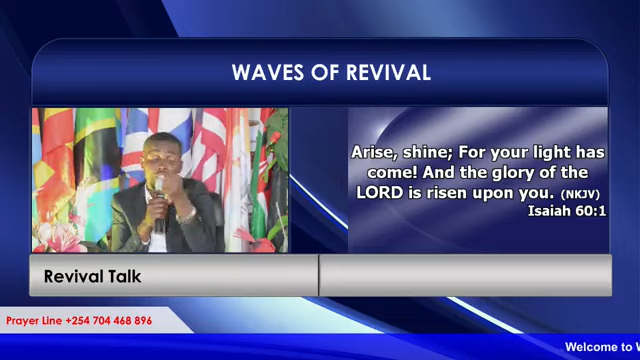 WAVES OF REVIVAL
Arise, shine; For your light has
come! And the glory of the
LORD is risen upon you. (NKJV)
Isaiah 60:1
Revival Talk
Prayer Line +254 704 468 896
Welcome to